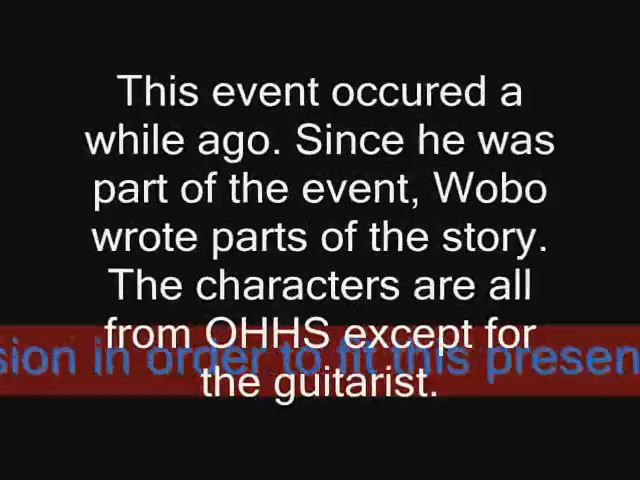 This event occured a
while ago. Since he was
part of the event, Wobo
wrote parts of the story.
The characters are all
from OHHS except for
sion in order to fit this presen
the guitarist.